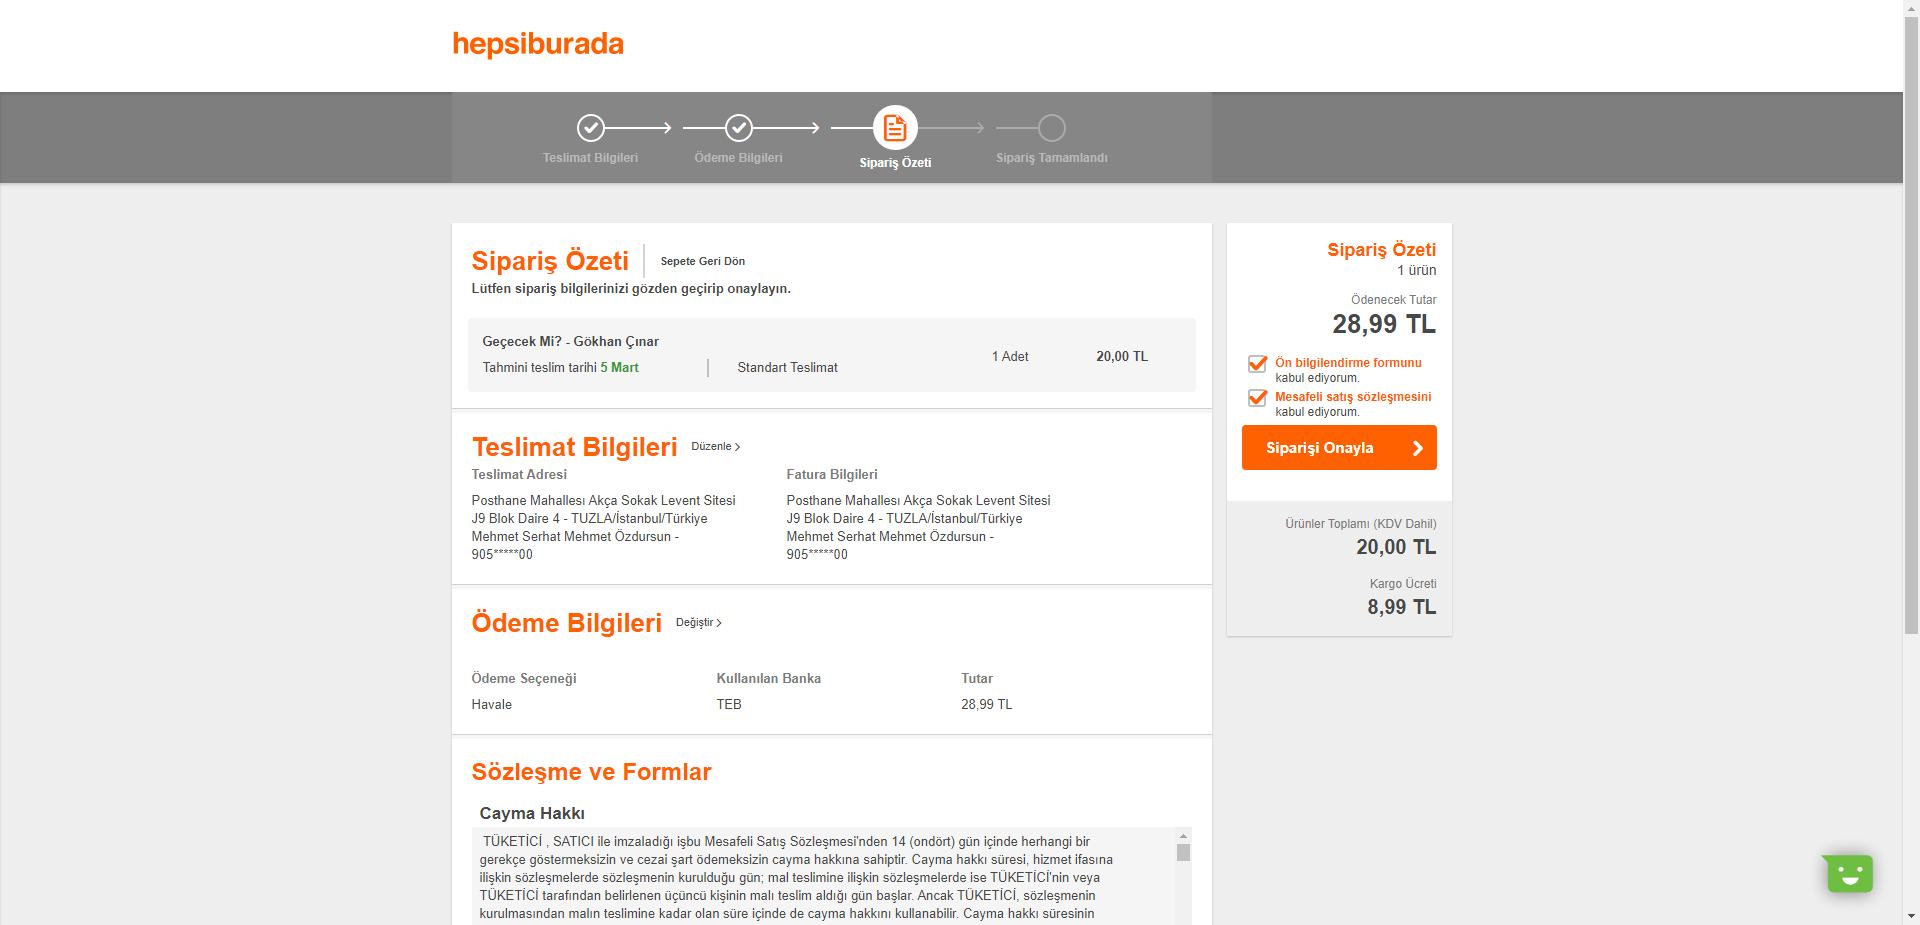 hepsiburada
Teslimat Bilgileri
Ödeme Bilgileri
Sipariş Özeti
Sipariş Tamamlandı
Sipariş Özeti
Sepete Geri Dön
Lütfen sipariş bilgilerinizi gözden geçirip onaylayın.
Geçecek Mi? - Gökhan Çınar
Tahmini teslim tarihi 5 Mart
Standart Teslimat
1 Adet
20,00 TL
Teslimat Bilgileri
Düzenle
Teslimat Adresi
Posthane Mahallesı Akça Sokak Levent Sitesi
J9 Blok Daire 4 - TUZLA/İstanbul/Türkiye
Mehmet Serhat Mehmet Özdursun -
905*****00
Fatura Bilgileri
Posthane Mahallesı Akça Sokak Levent Sitesi
J9 Blok Daire 4 - TUZLA/İstanbul/Türkiye
Mehmet Serhat Mehmet Özdursun -
905*****00
Ödeme Bilgileri
Değiştir
Ödeme Seçeneği
Kullanılan Banka
Tutar
Havale
TEB
28,99 TL
Sözleşme ve Formlar
Cayma Hakkı
TÜKETİCİ , SATICI ile imzaladığı işbu Mesafeli Satış Sözleşmesi'nden 14 (ondört) gün içinde herhangi bir
gerekçe göstermeksizin ve cezai şart ödemeksizin cayma hakkına sahiptir. Cayma hakkı süresi, hizmet ifasına
ilişkin sözleşmelerde sözleşmenin kurulduğu gün; mal teslimine ilişkin sözleşmelerde ise TÜKETİCİ'nin veya
TÜKETİCİ tarafından belirlenen üçüncü kişinin malı teslim aldığı gün başlar. Ancak TÜKETİCİ, sözleşmenin
kurulmasından malın teslimine kadar olan süre içinde de cayma hakkını kullanabilir. Cayma hakkı süresinin
Sipariş Özeti
1 ürün
Ödenecek Tutar
28,99 TL
Ön bilgilendirme formunu
kabul ediyorum.
Mesafeli satış sözleşmesini
kabul ediyorum.
Siparişi Onayla
Ürünler Toplamı (KDV Dahil)
20,00 TL
Kargo Ücreti
8,99 TL